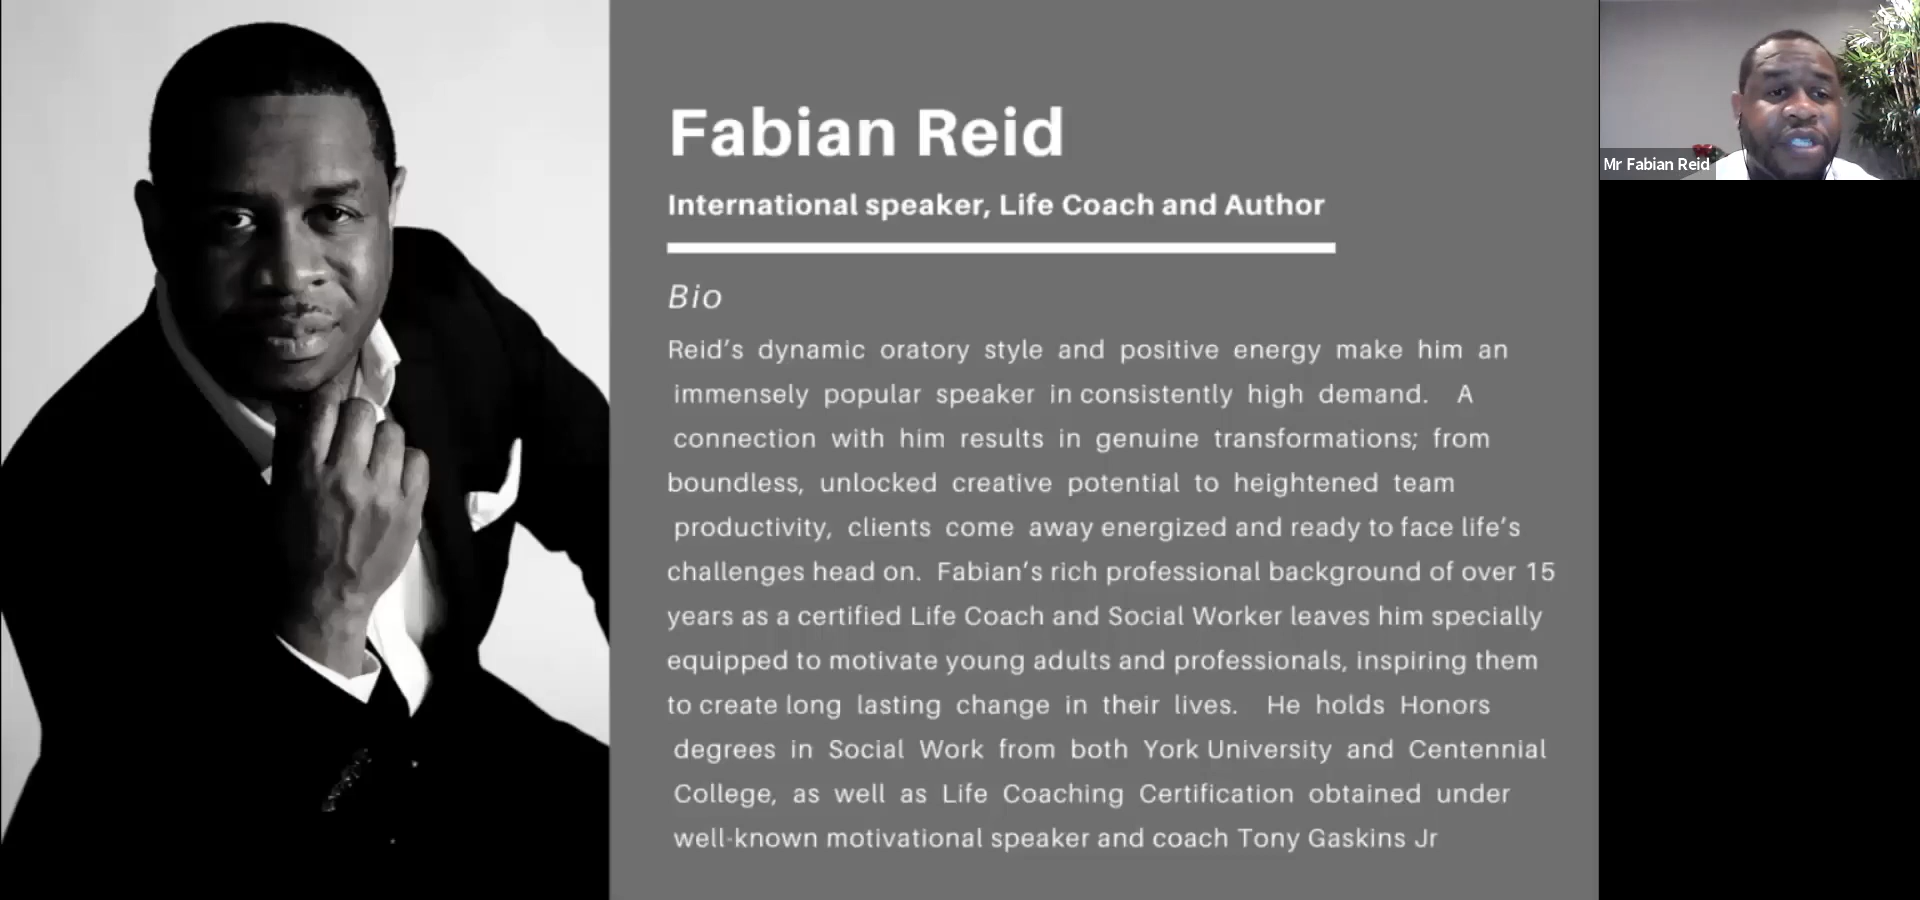 Fabian Reid
International speaker, Life Coach and Author
Bio
Reid’s dynamic oratory style and positive energy make him an
immensely popular speaker in consistently high demand. A
connection with him results in genuine transformations; from
boundless, unlocked creative potential to heightened team
productivity, clients come away energized and ready to face life’s
challenges head on. Fabian’s rich professional background of over 15
years as a certified Life Coach and Social Worker leaves him specially
equipped to motivate young adults and professionals, inspiring them
to create long lasting change in their lives. He holds Honors
degrees in Social Work from both York University and Centennial
College, as well as Life Coaching Certification obtained under
well-known motivational speaker and coach Tony Gaskins Jr
Mr Fabian Reid